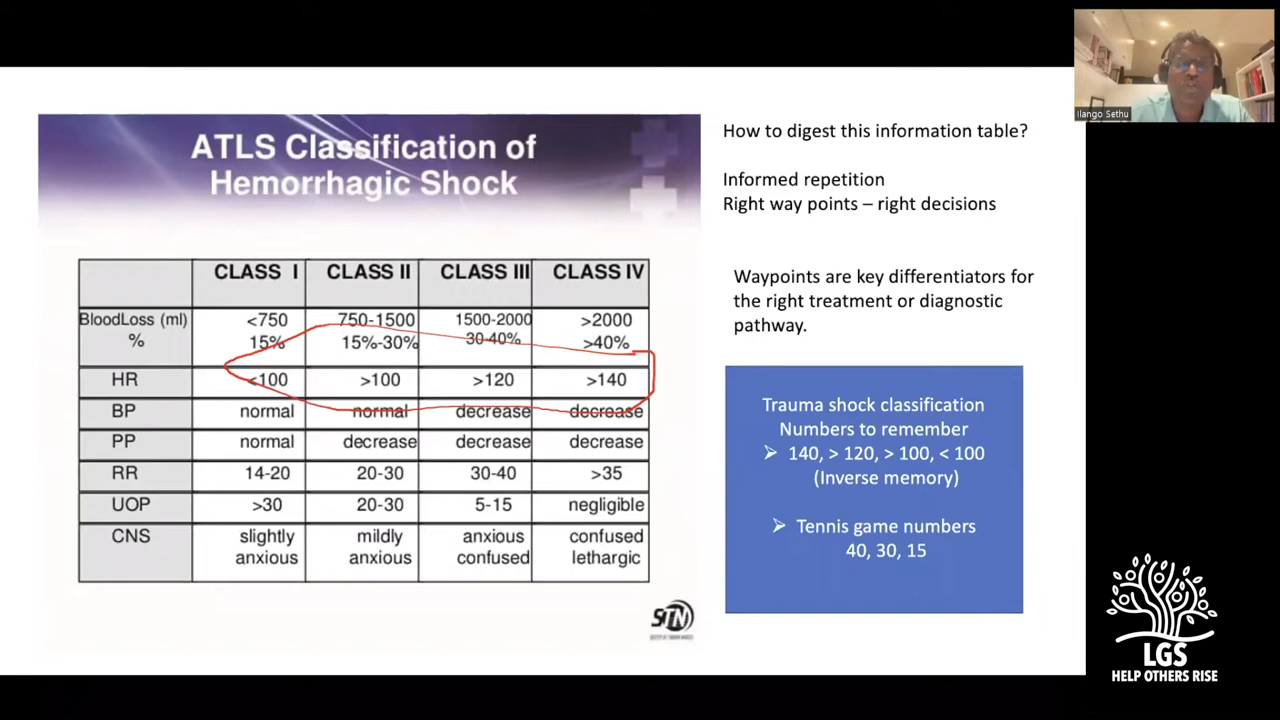 Ilango Sethu
ATLS Classification of
Hemorrhagic Shock
CLASS I CLASS II CLASS III CLASS IV
BloodLoss (ml) <750 750-1500 1500-2000 >2000
% 15% 15%-30% 30-40% >40%
HR <100 >100 >120 >140
BP normal normal decrease decrease
PP normal decrease decrease decrease
RR 14-20 20-30 30-40 >35
UOP >30 20-30 5-15 negligible
CNS slightly mildly anxious confused
anxious anxious confused lethargic
STN
How to digest this information table?
Informed repetition
Right way points – right decisions
Waypoints are key differentiators for
the right treatment or diagnostic
pathway.
Trauma shock classification
Numbers to remember
➢ 140, > 120, > 100, < 100
(Inverse memory)
➢ Tennis game numbers
40, 30, 15
LGS
HELP OTHERS RISE